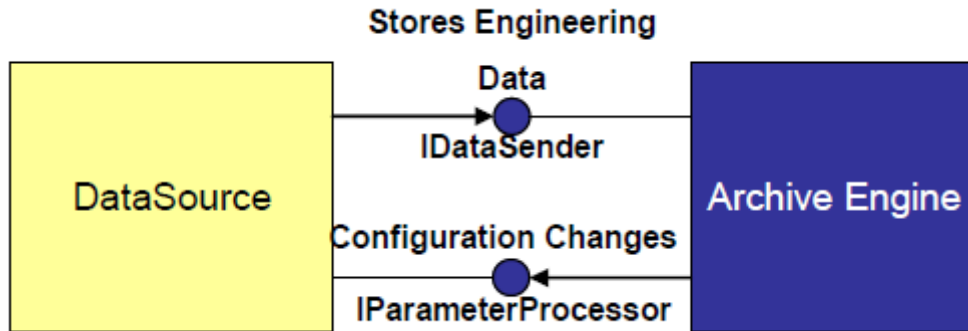 Stores Engineering
Data
IDataSender
DataSource
Archive Engine
Configuration Changes
IParameterProcessor